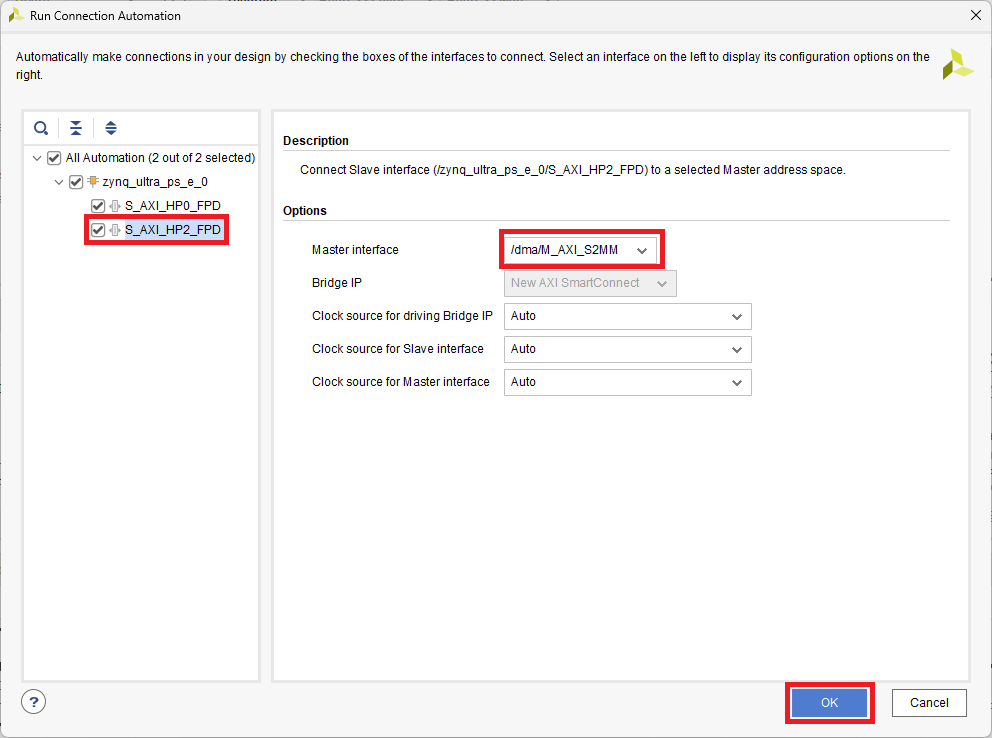 Run Connection Automation
Automatically make connections in your design by checking the boxes of the interfaces to connect. Select an interface on the left to display its configuration options on the
right.
All Automation (2 out of 2 selected)
zynq_ultra_ps_e_0
S_AXI_HP0_FPD
S_AXI_HP2_FPD
Description
Connect Slave interface (/zynq_ultra_ps_e_0/S_AXI_HP2_FPD) to a selected Master address space.
Options
Master interface /dma/M_AXI_S2MM
Bridge IP New AXI SmartConnect
Clock source for driving Bridge IP Auto
Clock source for Slave interface Auto
Clock source for Master interface Auto
?
OK Cancel